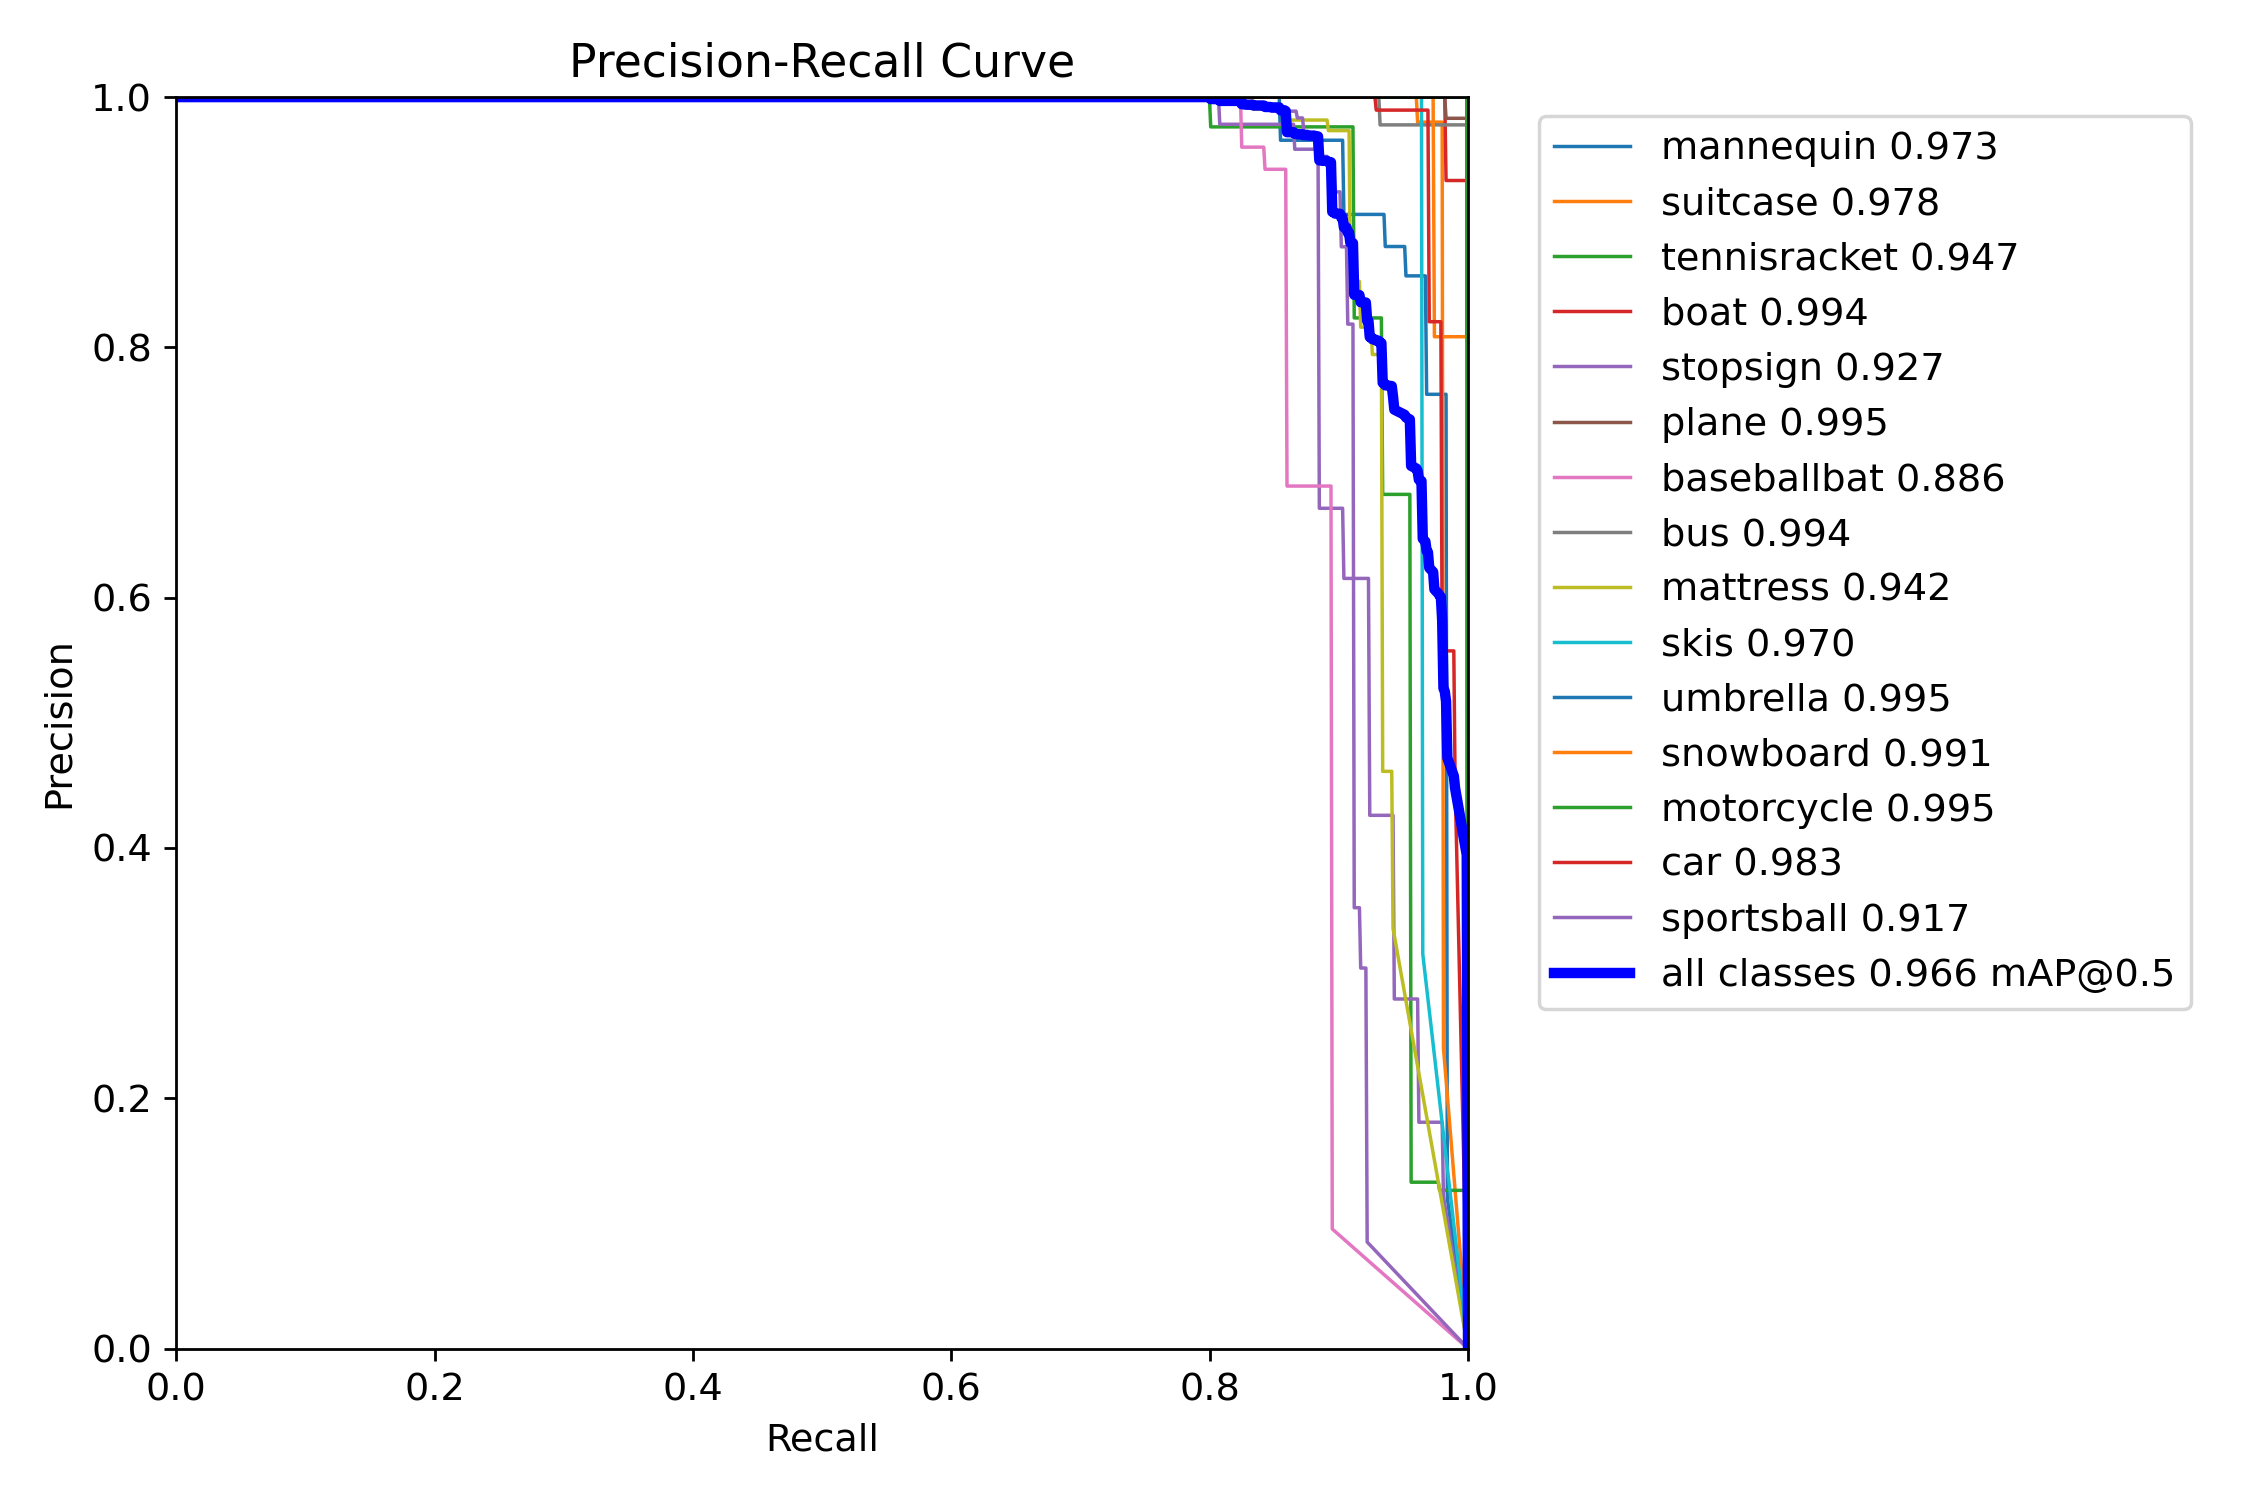 Precision-Recall Curve
1.0
0.8
0.6
0.4
0.2
0.0
Precision
0.0 0.2 0.4 0.6 0.8 1.0
Recall
mannequin 0.973
suitcase 0.978
tennisracket 0.947
boat 0.994
stopsign 0.927
plane 0.995
baseballbat 0.886
bus 0.994
mattress 0.942
skis 0.970
umbrella 0.995
snowboard 0.991
motorcycle 0.995
car 0.983
sportsball 0.917
all classes 0.966 mAP@0.5